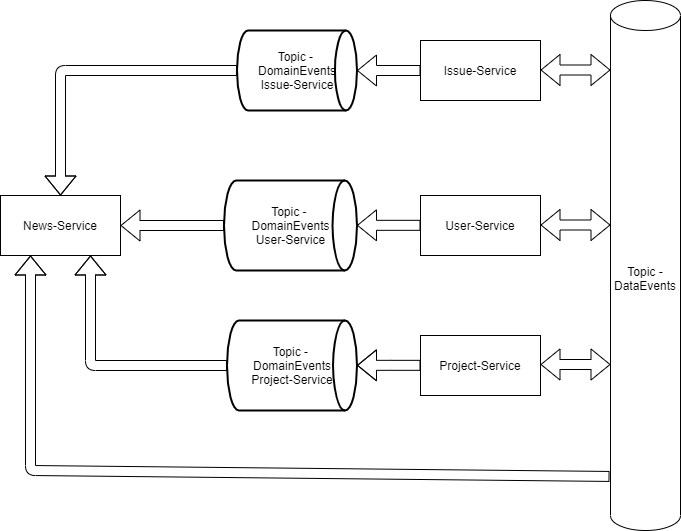 Topic -
DomainEvents
Issue-Service
Issue-Service
News-Service
Topic -
DomainEvents
User-Service
User-Service
Topic -
DataEvents
Topic -
DomainEvents
Project-Service
Project-Service